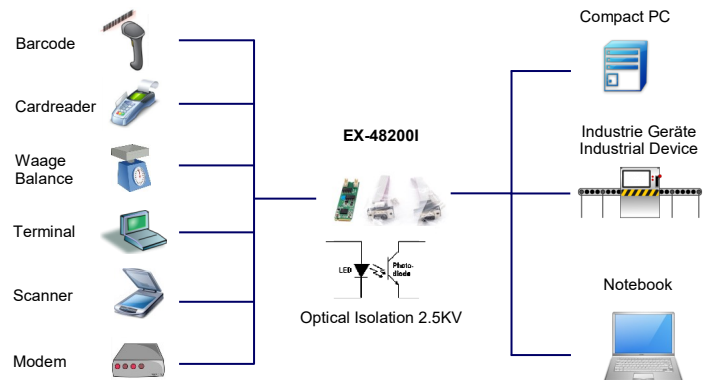 Barcode
Cardreader
Waage
Balance
Terminal
Scanner
Modem
EX-48200I
LED
Photo-
diode
Optical Isolation 2.5KV
Compact PC
Industrie Geräte
Industrial Device
Notebook